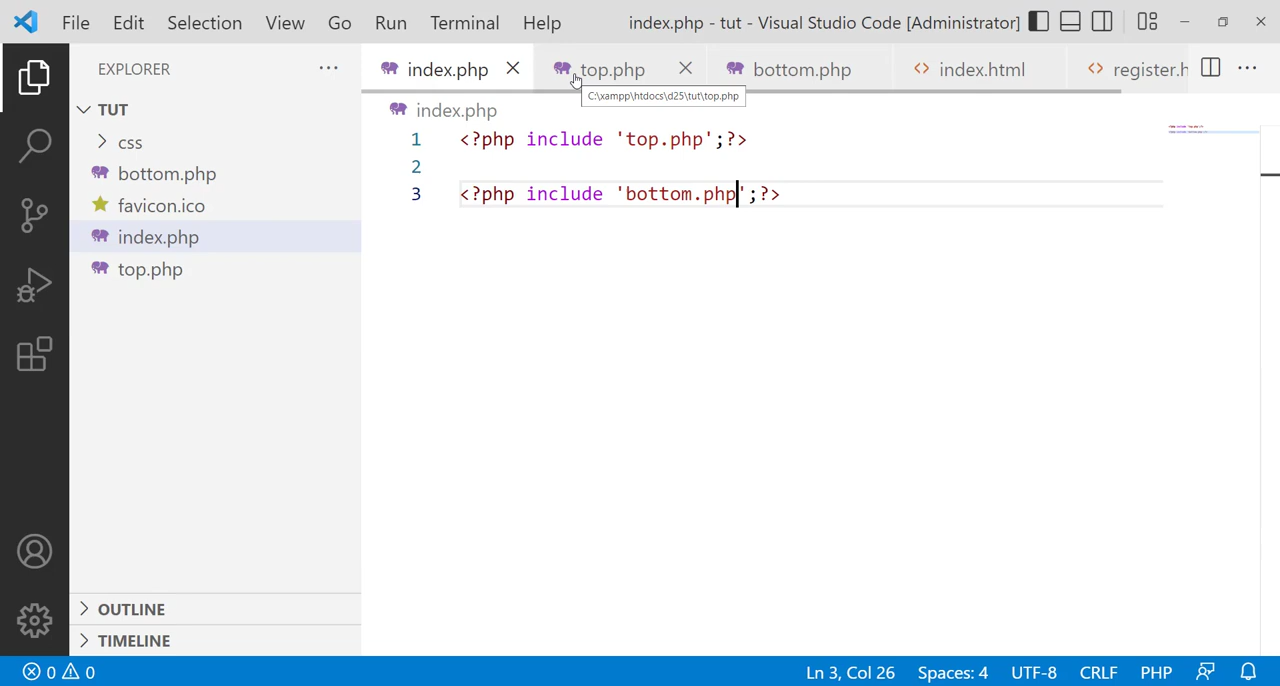 File Edit Selection View Go Run Terminal Help index.php - tut - Visual Studio Code [Administrator]
EXPLORER
index.php top.php bottom.php index.html register.h
C:\xampp\htdocs\d25\tut\top.php
TUT
index.php
css
bottom.php
favicon.ico
index.php
top.php
1 <?php include 'top.php';?>
2
3 <?php include 'bottom.php';?>
OUTLINE
TIMELINE
0 0 Ln 3, Col 26 Spaces: 4 UTF-8 CRLF PHP